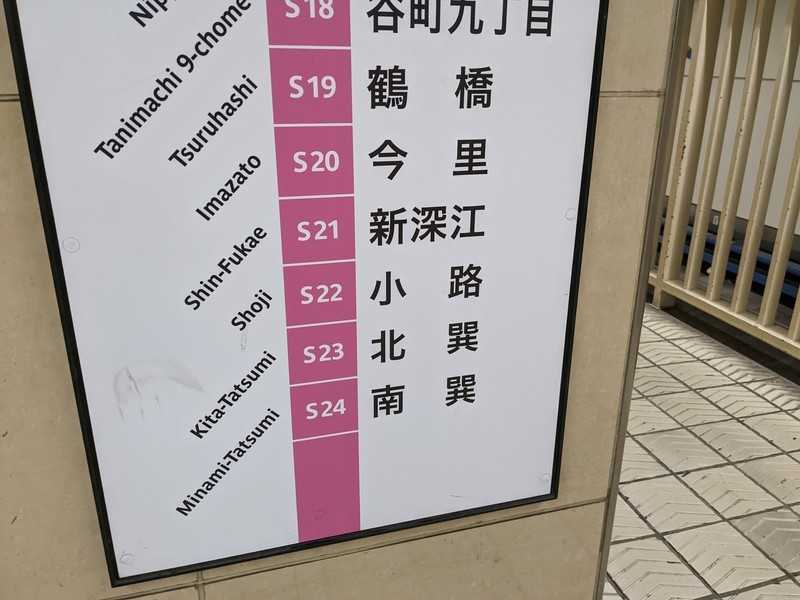 Tanimachi 9-chome S18 谷町九丁目
Tsuruhashi S19 鶴橋
Imazato S20 今里
Shin-Fukae S21 新深江
Shoji S22 小路
Kita-Tatsumi S23 北巽
Minami-Tatsumi S24 南巽